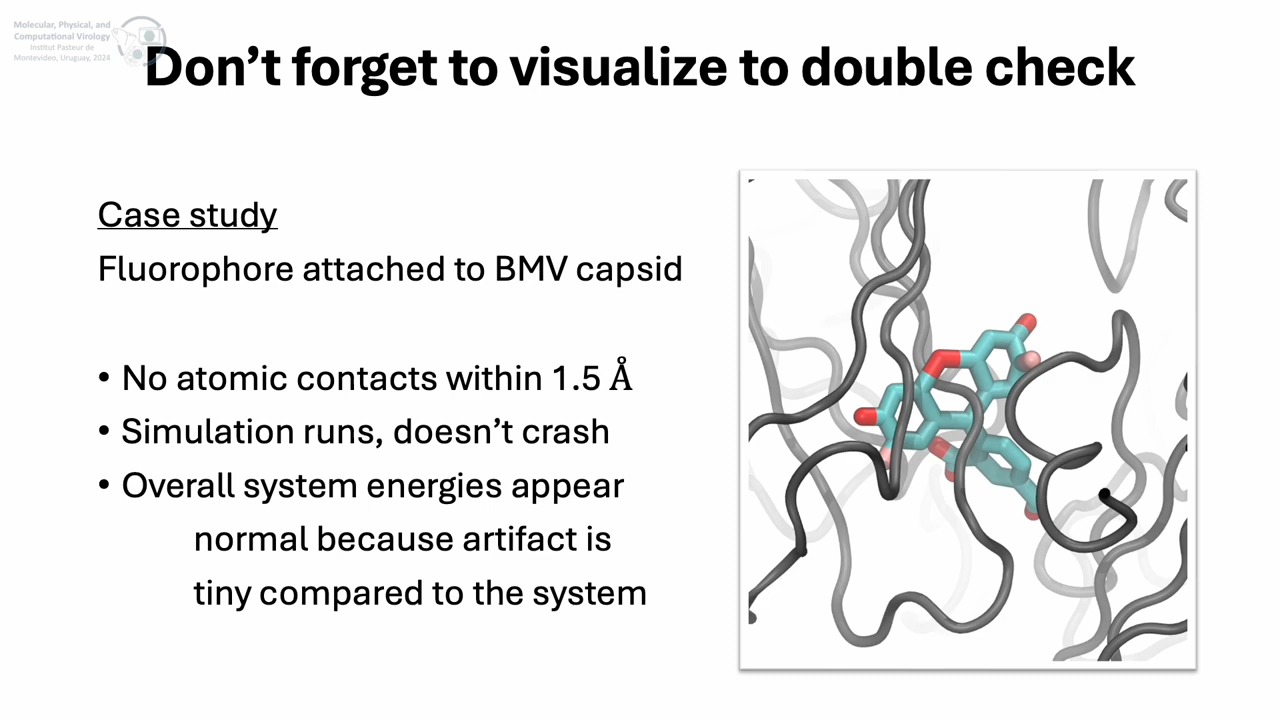 Molecular, Physical, and
Computational Virology
Institut Pasteur de
Montevideo, Uruguay, 2024
Don’t forget to visualize to double check
Case study
Fluorophore attached to BMV capsid
• No atomic contacts within 1.5 Å
• Simulation runs, doesn’t crash
• Overall system energies appear
normal because artifact is
tiny compared to the system